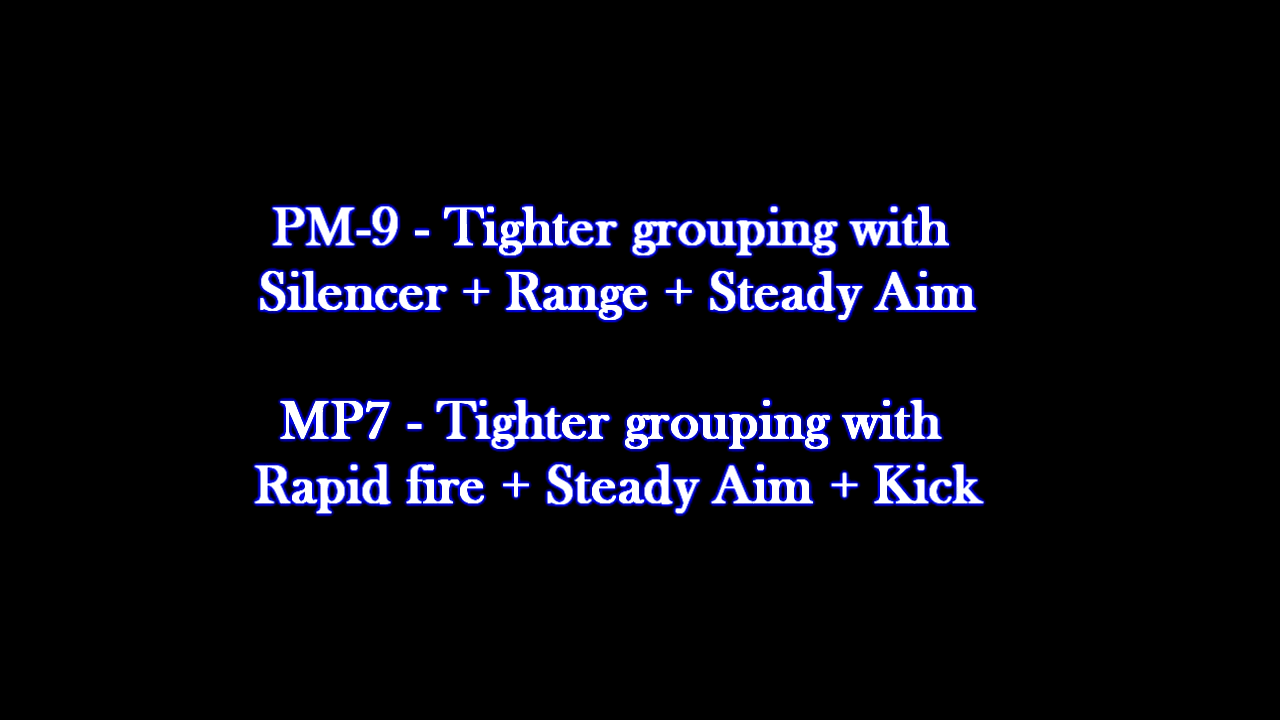 PM-9 - Tighter grouping with
Silencer + Range + Steady Aim
MP7 - Tighter grouping with
Rapid fire + Steady Aim + Kick